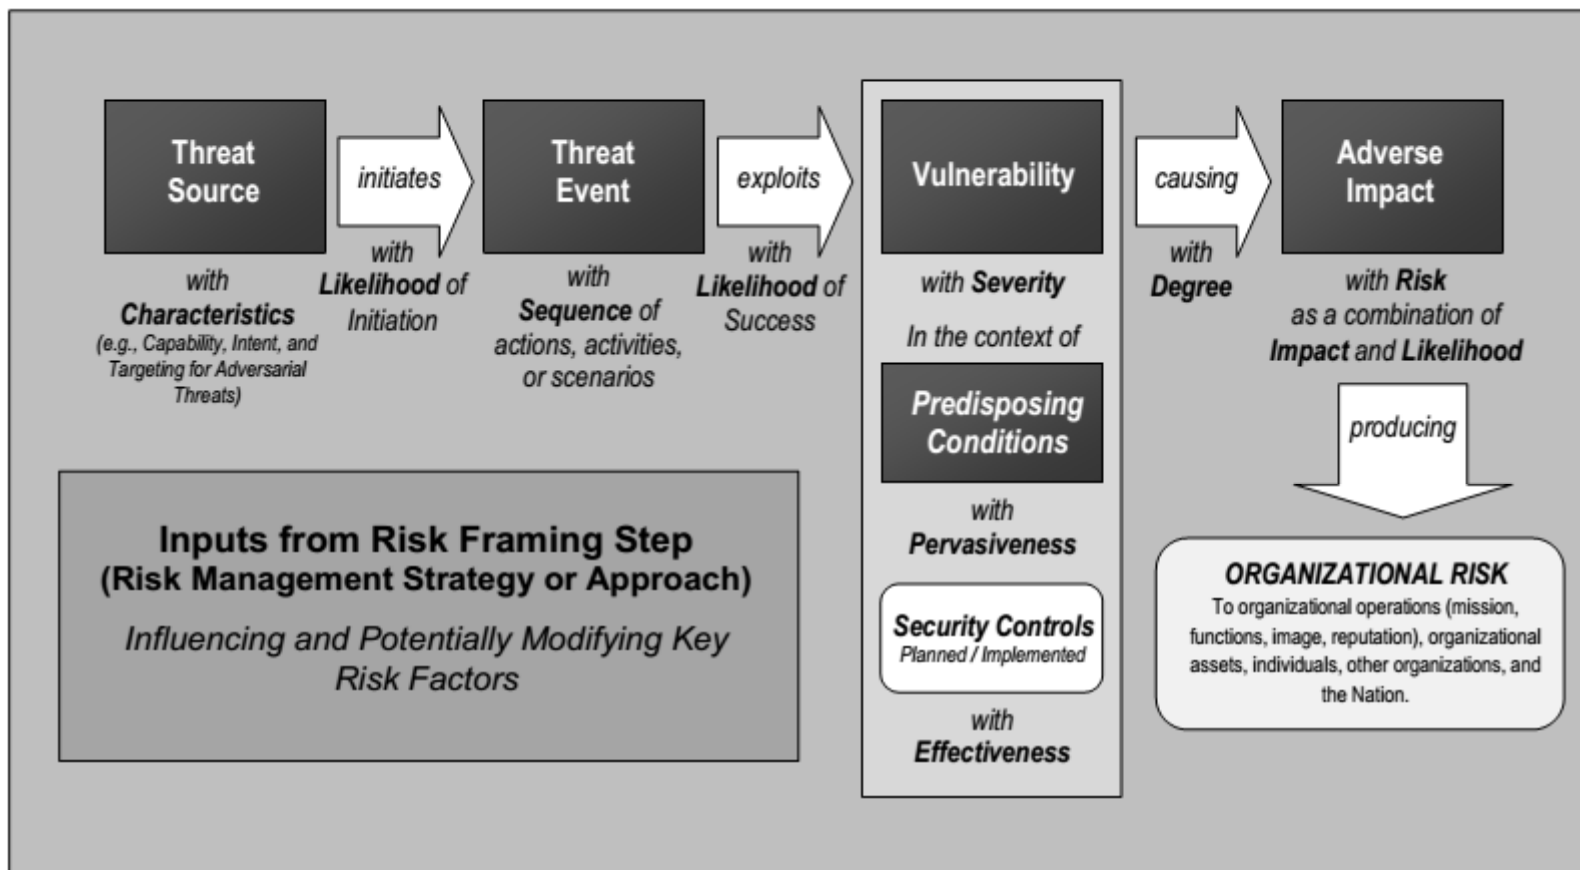 Threat
Source
initiates
Threat
Event
exploits
Vulnerability
causing
Adverse
Impact
with
Characteristics
(e.g., Capability, Intent, and
Targeting for Adversarial
Threats)
with
Likelihood of
Initiation
with
Sequence of
actions, activities,
or scenarios
with
Likelihood of
Success
with Severity
In the context of
Predisposing
Conditions
with
Pervasiveness
Security Controls
Planned / Implemented
with
Effectiveness
with
Degree
with Risk
as a combination of
Impact and Likelihood
producing
ORGANIZATIONAL RISK
To organizational operations (mission,
functions, image, reputation), organizational
assets, individuals, other organizations, and
the Nation.
Inputs from Risk Framing Step
(Risk Management Strategy or Approach)
Influencing and Potentially Modifying Key
Risk Factors